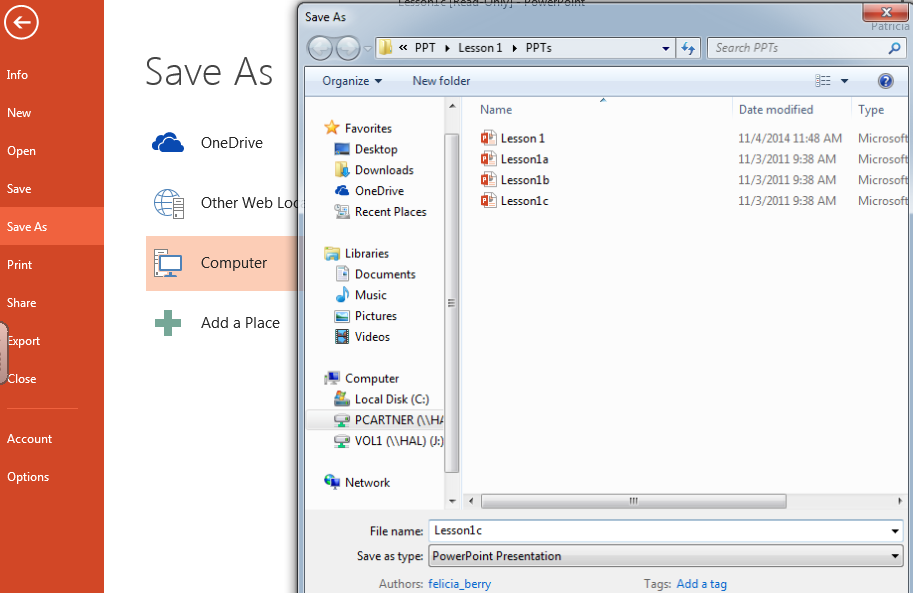 Lesson1c [Read-Only] - PowerPoint
Patricia
Info
New
Open
Save
Save As
Print
Share
Export
Close
Account
Options
Save As
OneDrive
Other Web Loc
Computer
Add a Place
Save As
« PPT Lesson 1 PPTs
Search PPTs
Organize
New folder
Favorites
Desktop
Downloads
OneDrive
Recent Places
Libraries
Documents
Music
Pictures
Videos
Computer
Local Disk (C:)
PCARTNER (\\HA
VOL1 (\\HAL) (J:)
Network
Name Date modified Type
Lesson 1 11/4/2014 11:48 AM Microsoft
Lesson1a 11/3/2011 9:38 AM Microsoft
Lesson1b 11/3/2011 9:38 AM Microsoft
Lesson1c 11/3/2011 9:38 AM Microsoft
File name: Lesson1c
Save as type: PowerPoint Presentation
Authors: felicia_berry Tags: Add a tag